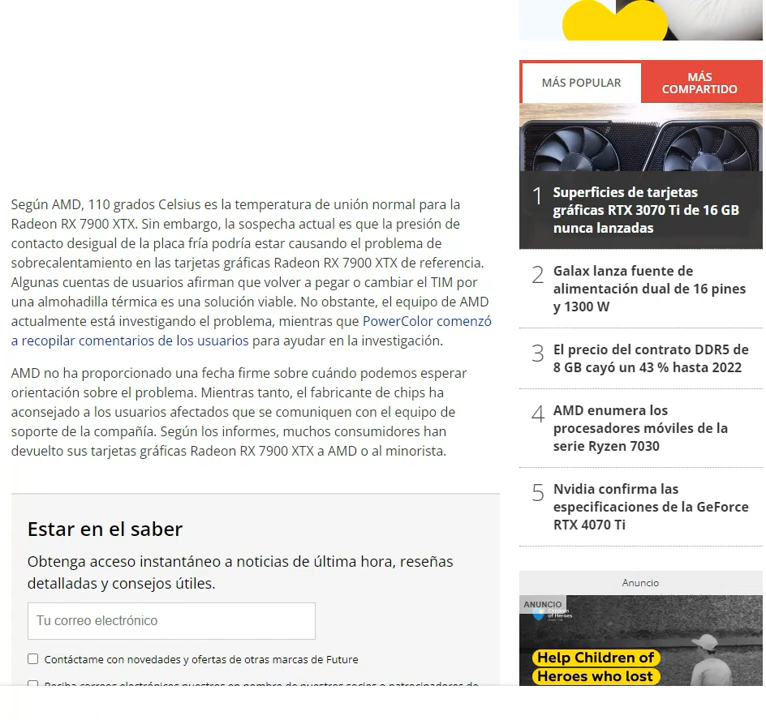 MÁS POPULAR
MÁS
COMPARTIDO
1 Superficies de tarjetas
gráficas RTX 3070 Ti de 16 GB
nunca lanzadas
2 Galax lanza fuente de
alimentación dual de 16 pines
y 1300 W
3 El precio del contrato DDR5 de
8 GB cayó un 43 % hasta 2022
4 AMD enumera los
procesadores móviles de la
serie Ryzen 7030
5 Nvidia confirma las
especificaciones de la GeForce
RTX 4070 Ti
Según AMD, 110 grados Celsius es la temperatura de unión normal para la
Radeon RX 7900 XTX. Sin embargo, la sospecha actual es que la presión de
contacto desigual de la placa fría podría estar causando el problema de
sobrecalentamiento en las tarjetas gráficas Radeon RX 7900 XTX de referencia.
Algunas cuentas de usuarios afirman que volver a pegar o cambiar el TIM por
una almohadilla térmica es una solución viable. No obstante, el equipo de AMD
actualmente está investigando el problema, mientras que PowerColor comenzó
a recopilar comentarios de los usuarios para ayudar en la investigación.
AMD no ha proporcionado una fecha firme sobre cuándo podemos esperar
orientación sobre el problema. Mientras tanto, el fabricante de chips ha
aconsejado a los usuarios afectados que se comuniquen con el equipo de
soporte de la compañía. Según los informes, muchos consumidores han
devuelto sus tarjetas gráficas Radeon RX 7900 XTX a AMD o al minorista.
Estar en el saber
Obtenga acceso instantáneo a noticias de última hora, reseñas
detalladas y consejos útiles.
Tu correo electrónico
Contáctame con novedades y ofertas de otras marcas de Future
Reciba correos electrónicos nuestros en nombre de nuestros socios o patrocinadores de
Anuncio
ANUNCIO
of Heroes
Help Children of
Heroes who lost